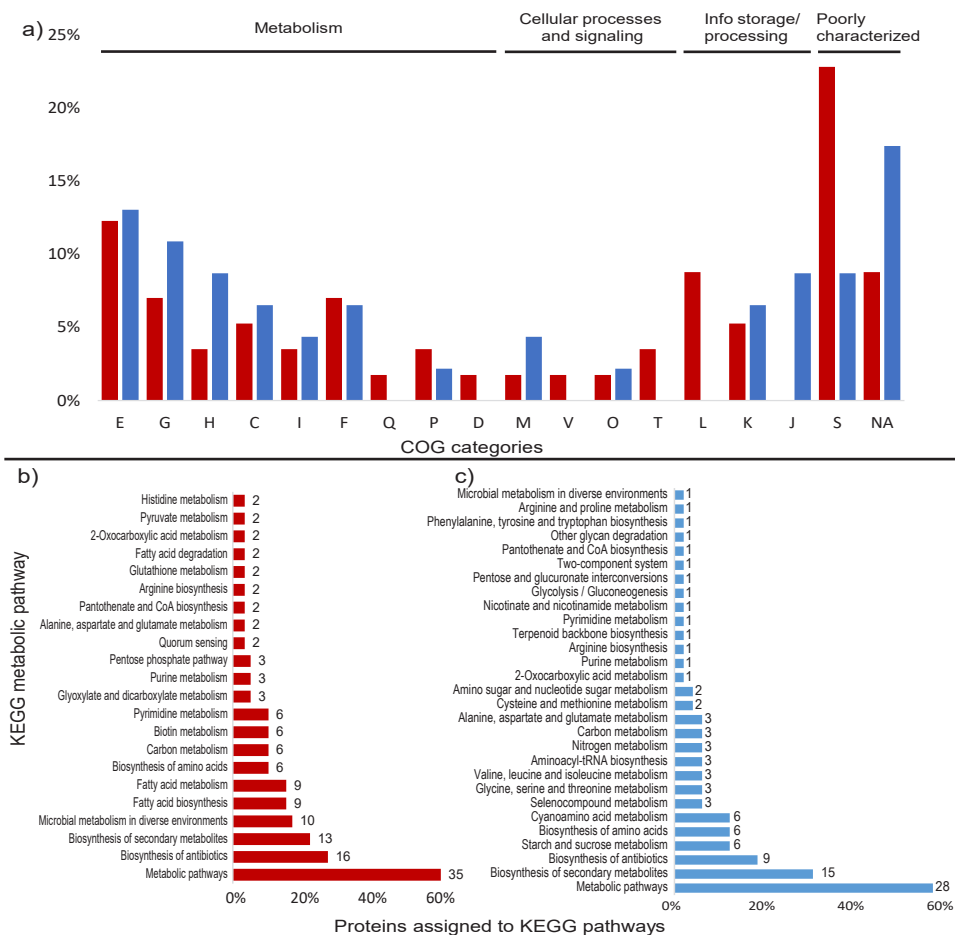 a)
Metabolism
Cellular processes
and signaling
Info storage/
processing
Poorly
characterized
25%
20%
15%
10%
5%
0%
E G H C I F Q P D M V O T L K J S NA
COG categories
b)
KEGG metabolic pathway
Histidine metabolism 2
Pyruvate metabolism 2
2-Oxocarboxylic acid metabolism 2
Fatty acid degradation 2
Glutathione metabolism 2
Arginine biosynthesis 2
Pantothenate and CoA biosynthesis 2
Alanine, aspartate and glutamate metabolism 2
Quorum sensing 2
Pentose phosphate pathway 3
Purine metabolism 3
Glyoxylate and dicarboxylate metabolism 3
Pyrimidine metabolism 6
Biotin metabolism 6
Carbon metabolism 6
Biosynthesis of amino acids 6
Fatty acid metabolism 9
Fatty acid biosynthesis 9
Microbial metabolism in diverse environments 10
Biosynthesis of secondary metabolites 13
Biosynthesis of antibiotics 16
Metabolic pathways 35
0% 20% 40% 60%
c)
Microbial metabolism in diverse environments 1
Arginine and proline metabolism 1
Phenylalanine, tyrosine and tryptophan biosynthesis 1
Other glycan degradation 1
Pantothenate and CoA biosynthesis 1
Two-component system 1
Pentose and glucuronate interconversions 1
Glycolysis / Gluconeogenesis 1
Nicotinate and nicotinamide metabolism 1
Pyrimidine metabolism 1
Terpenoid backbone biosynthesis 1
Arginine biosynthesis 1
Purine metabolism 1
2-Oxocarboxylic acid metabolism 1
Amino sugar and nucleotide sugar metabolism 2
Cysteine and methionine metabolism 2
Alanine, aspartate and glutamate metabolism 3
Carbon metabolism 3
Nitrogen metabolism 3
Aminoacyl-tRNA biosynthesis 3
Valine, leucine and isoleucine metabolism 3
Glycine, serine and threonine metabolism 3
Selenocompound metabolism 3
Cyanoamino acid metabolism 6
Biosynthesis of amino acids 6
Starch and sucrose metabolism 6
Biosynthesis of antibiotics 9
Biosynthesis of secondary metabolites 15
Metabolic pathways 28
0% 20% 40% 60%
Proteins assigned to KEGG pathways